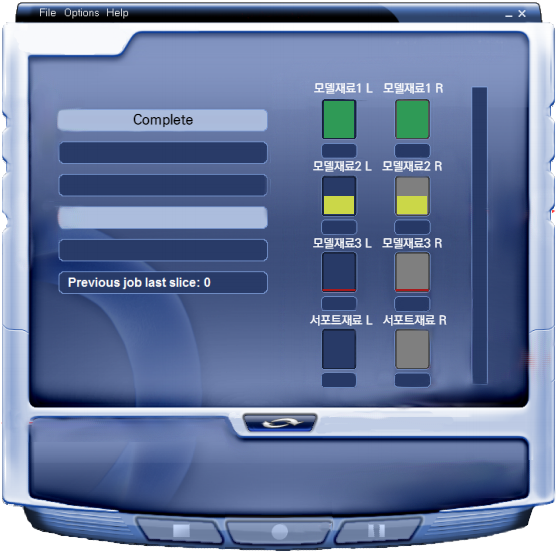 File Options Help
Complete
Previous job last slice: 0
모델재료1 L 모델재료1 R
모델재료2 L 모델재료2 R
모델재료3 L 모델재료3 R
서포트재료 L 서포트재료 R